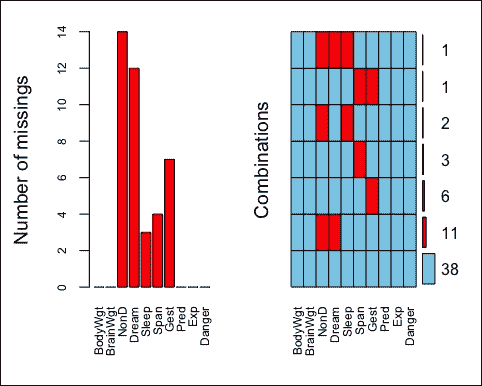 Number of missings
14
12
10
8
6
4
2
0
BodyWgt
BrainWgt
NonD
Dream
Sleep
Span
Gest
Pred
Exp
Danger
Combinations
1
1
2
3
6
11
38
BodyWgt
BrainWgt
NonD
Dream
Sleep
Span
Gest
Pred
Exp
Danger